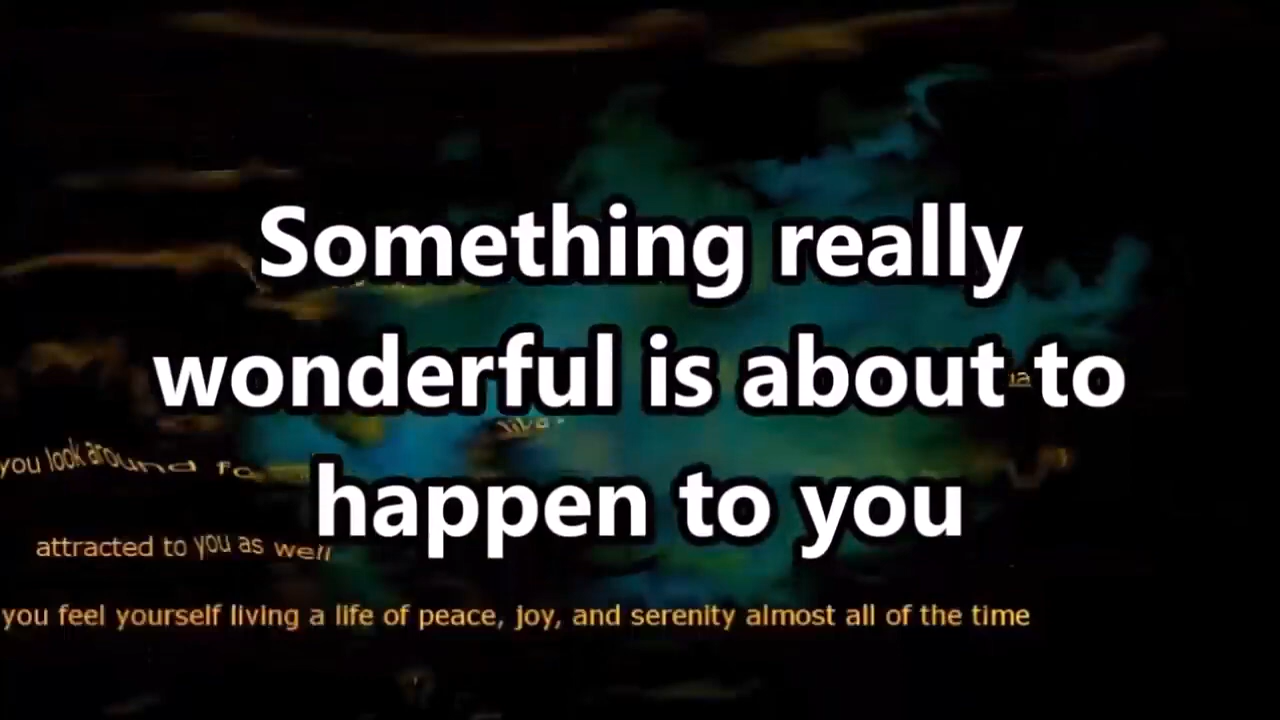 Something really
wonderful is about to
happen to you
you look around
attracted to you as well
you feel yourself living a life of peace, joy, and serenity almost all of the time